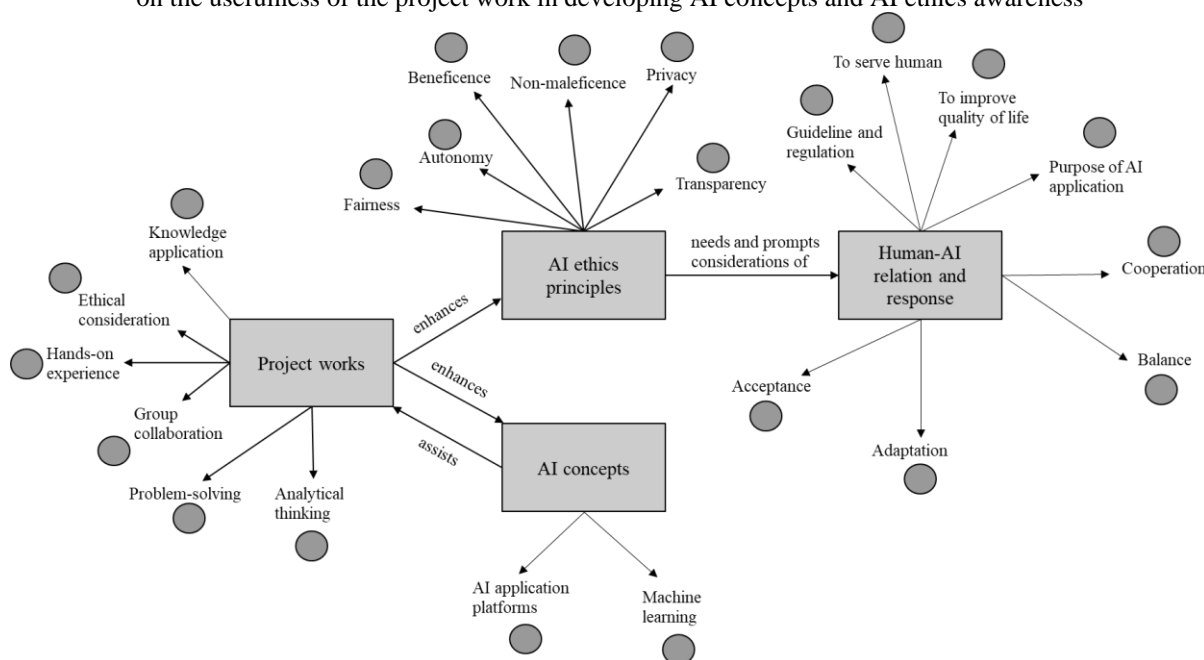 on the usefulness of the project work in developing AI concepts and AI ethics awareness
To serve human
Beneficence
Non-maleficence
Privacy
To improve
quality of life
Guideline and
regulation
Autonomy
Transparency
Purpose of AI
application
Fairness
Knowledge
application
AI ethics
principles
needs and prompts
considerations of
Human-AI
relation and
response
Cooperation
Ethical
consideration
enhances
Hands-on
experience
Project works
enhances
Balance
Acceptance
Group
collaboration
assists
AI concepts
Adaptation
Problem-solving
Analytical
thinking
AI application
platforms
Machine
learning